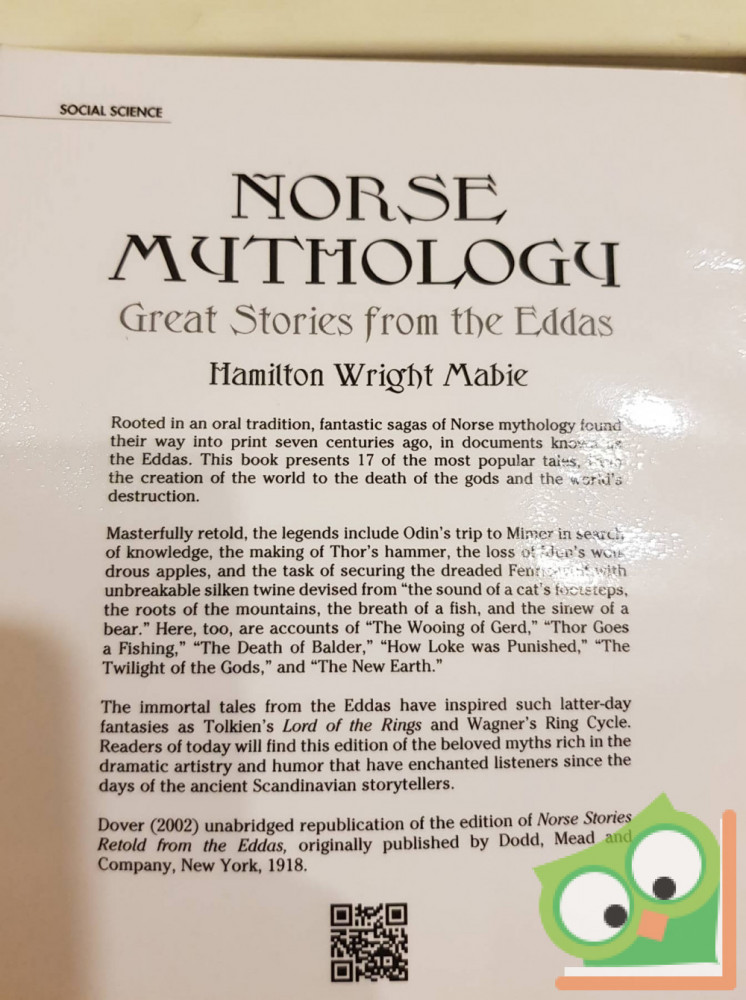 SOCIAL SCIENCE
NORSE
MYTHOLOGY
Great Stories from the Eddas
Hamilton Wright Mabie
Rooted in an oral tradition, fantastic sagas of Norse mythology found
their way into print seven centuries ago, in documents known as
the Eddas. This book presents 17 of the most popular tales, from
the creation of the world to the death of the gods and the world's
destruction.
Masterfully retold, the legends include Odin's trip to Mimer in search
of knowledge, the making of Thor's hammer, the loss of Idun's won-
drous apples, and the task of securing the dreaded with
unbreakable silken twine devised from “the sound of a cat's footsteps,
the roots of the mountains, the breath of a fish, and the sinew of a
bear.” Here, too, are accounts of “The Wooing of Gerd,” “Thor Goes
a Fishing,” “The Death of Balder,” “How Loke was Punished,” “The
Twilight of the Gods,” and “The New Earth.”
The immortal tales from the Eddas have inspired such latter-day
fantasies as Tolkien's Lord of the Rings and Wagner's Ring Cycle.
Readers of today will find this edition of the beloved myths rich in the
dramatic artistry and humor that have enchanted listeners since the
days of the ancient Scandinavian storytellers.
Dover (2002) unabridged republication of the edition of Norse Stories
Retold from the Eddas, originally published by Dodd, Mead and
Company, New York, 1918.